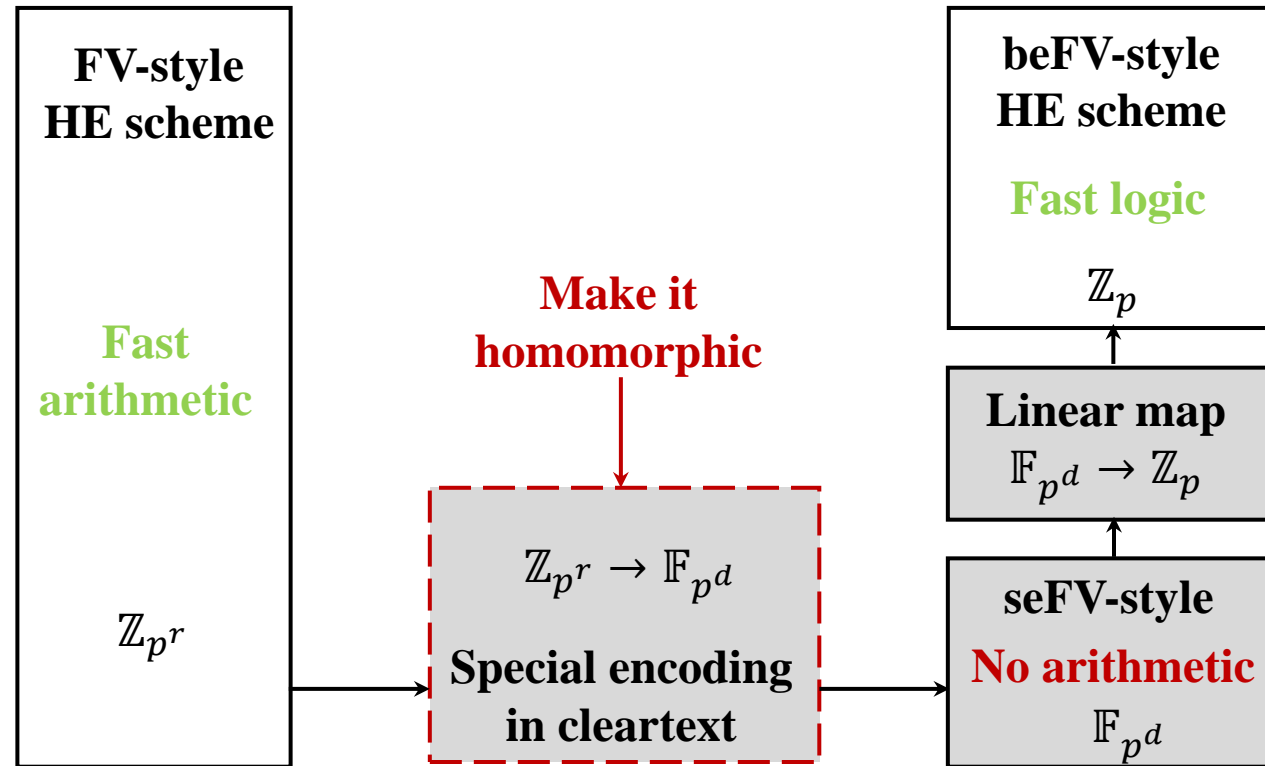 FV-style
HE scheme
Fast
arithmetic
ℤ_{p^r}
Make it
homomorphic
ℤ_{p^r} → 𝔽_{p^d}
Special encoding
in cleartext
beFV-style
HE scheme
Fast logic
ℤ_p
Linear map
𝔽_{p^d} → ℤ_p
seFV-style
No arithmetic
𝔽_{p^d}